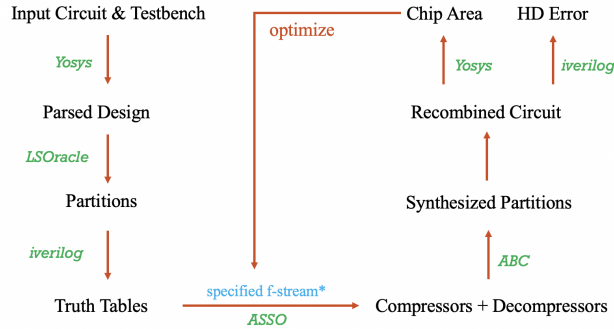 Input Circuit & Testbench
Yosys
Parsed Design
LSOracle
Partitions
iverilog
Truth Tables
specified f-stream*
ASSO
Compressors + Decompressors
ABC
Synthesized Partitions
Recombined Circuit
Yosys
iverilog
Chip Area
HD Error
optimize